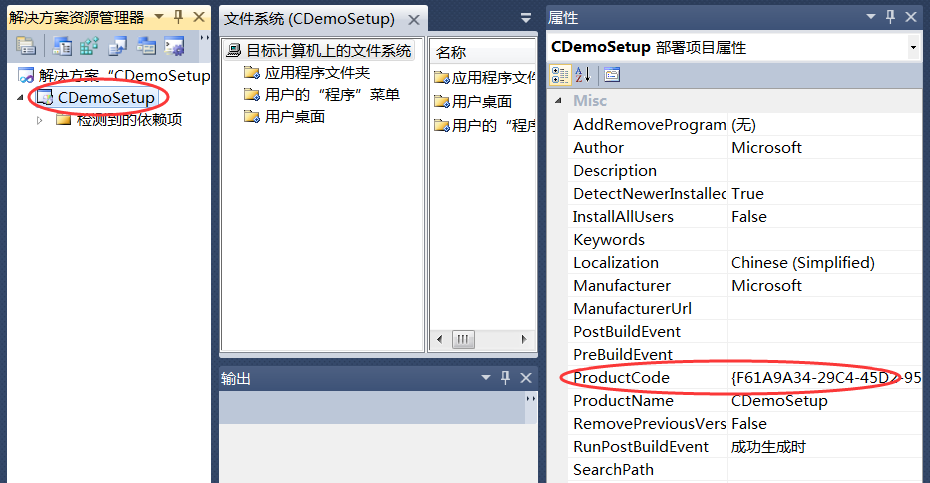 解决方案资源管理器
解决方案“CDemoSetup
CDemoSetup
检测到的依赖项
文件系统 (CDemoSetup)
目标计算机上的文件系统
应用程序文件夹
用户的“程序”菜单
用户桌面
名称
应用程序文件
用户桌面
用户的“程序
输出
属性
CDemoSetup 部署项目属性
Misc
AddRemoveProgram (无)
Author Microsoft
Description
DetectNewerInstalled True
InstallAllUsers False
Keywords
Localization Chinese (Simplified)
Manufacturer Microsoft
ManufacturerUrl
PostBuildEvent
PreBuildEvent
ProductCode {F61A9A34-29C4-45D2-95
ProductName CDemoSetup
RemovePreviousVers False
RunPostBuildEvent 成功生成时
SearchPath